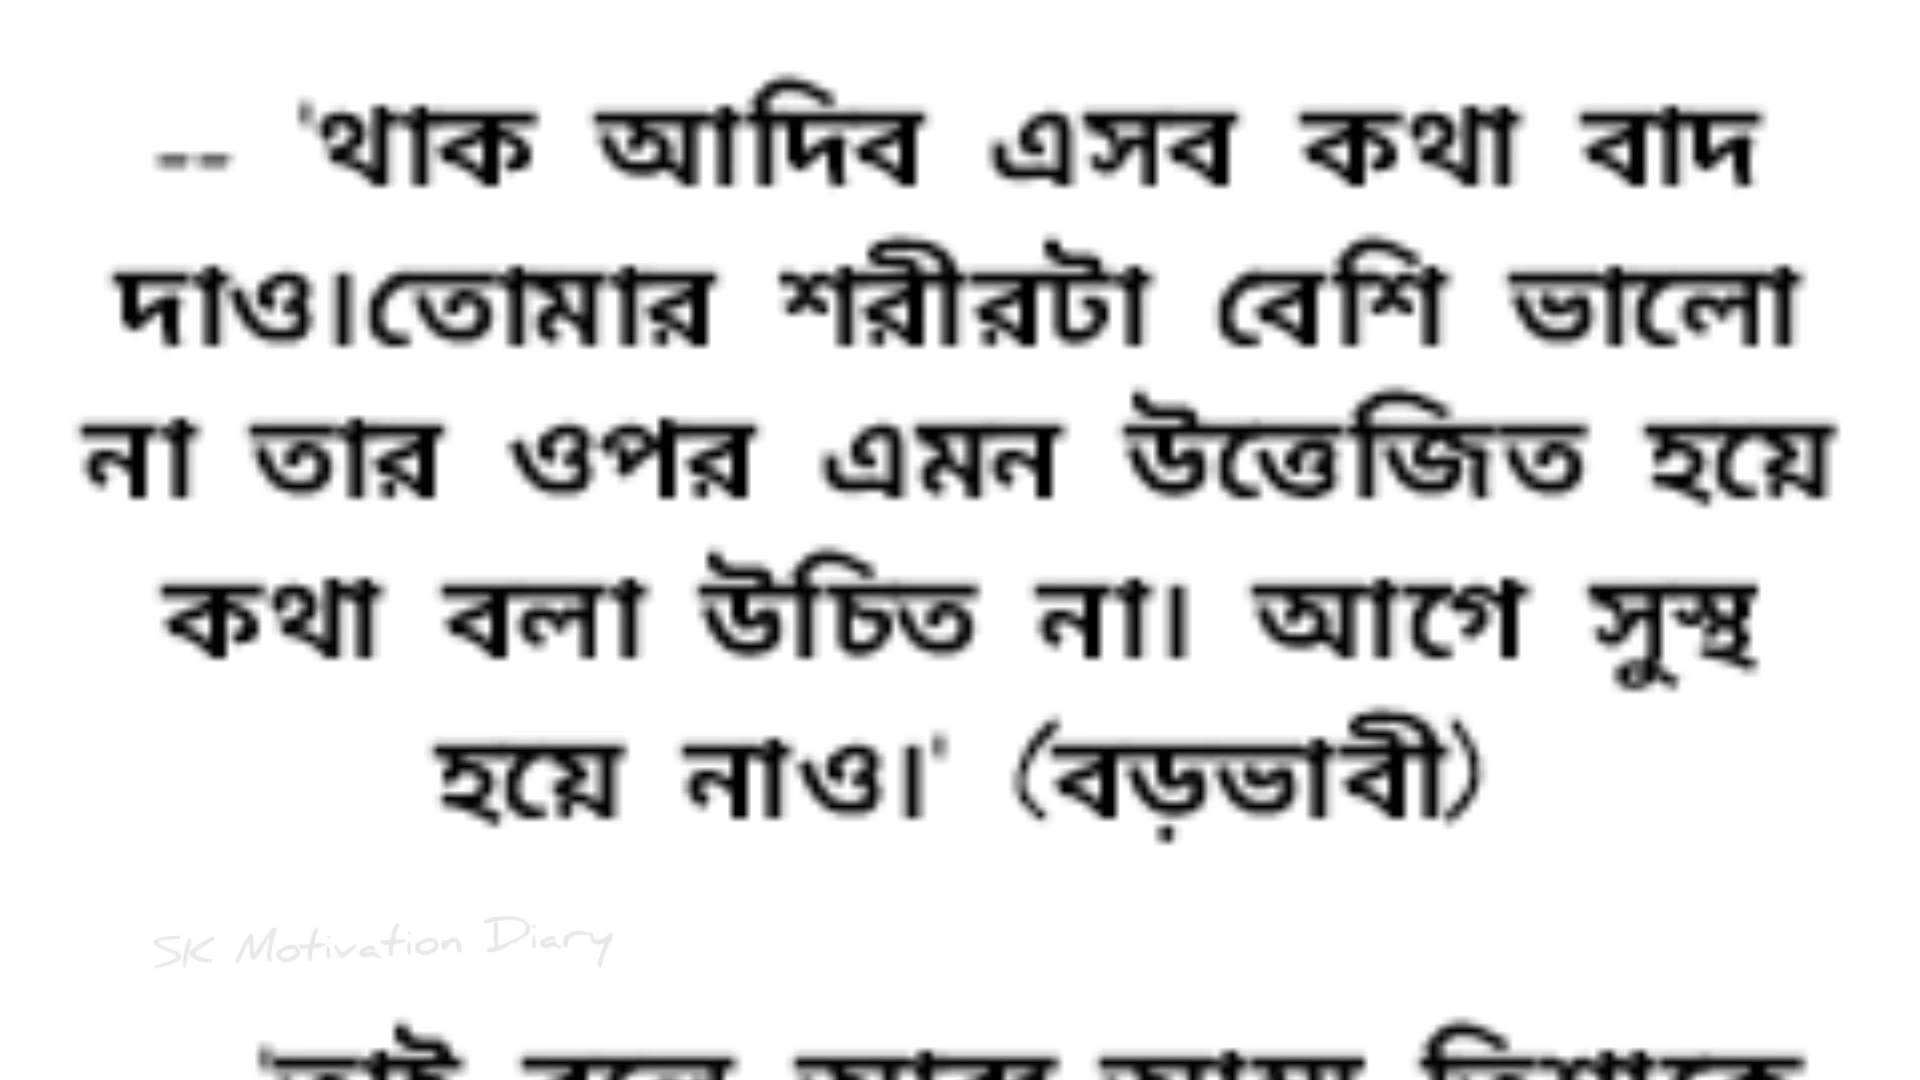 -- 'থাক আদিব এসব কথা বাদ
দাও।তোমার শরীরটা বেশি ভালো
না তার ওপর এমন উত্তেজিত হয়ে
কথা বলা উচিত না। আগে সুস্থ
হয়ে নাও।' (বড়ভাবী)
SK Motivation Diary